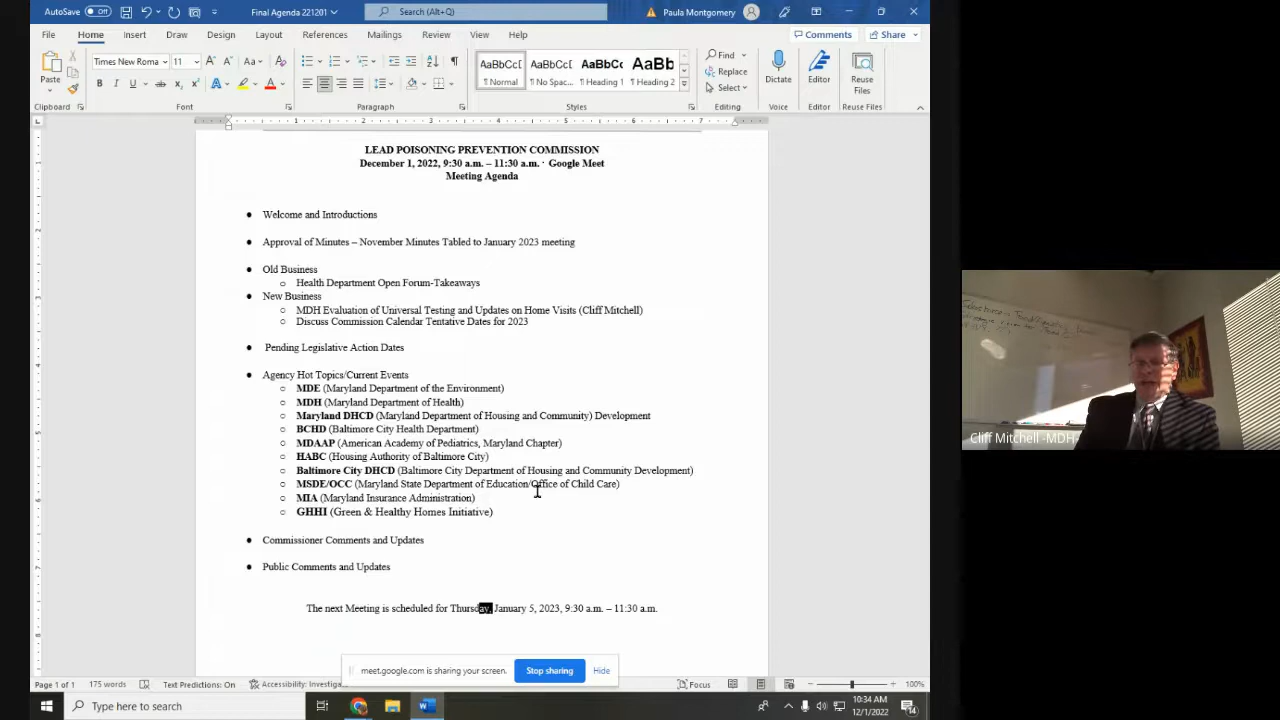 AutoSave Off Final Agenda 221201 Search (Alt+Q) Paula Montgomery
File Home Insert Draw Design Layout References Mailings Review View Help Comments Share
Paste Times New Roma 11 Aa AaBbCcD AaBbCcD AaBbCc AaBb Find Replace Select Dictate Editor Reuse Files
¶ Normal ¶ No Spac... Heading 1 Heading 2
Clipboard Font Paragraph Styles Editing Voice Editor Reuse Files
LEAD POISONING PREVENTION COMMISSION
December 1, 2022, 9:30 a.m. – 11:30 a.m. · Google Meet
Meeting Agenda
● Welcome and Introductions
● Approval of Minutes – November Minutes Tabled to January 2023 meeting
● Old Business
○ Health Department Open Forum-Takeaways
● New Business
○ MDH Evaluation of Universal Testing and Updates on Home Visits (Cliff Mitchell)
○ Discuss Commission Calendar Tentative Dates for 2023
● Pending Legislative Action Dates
● Agency Hot Topics/Current Events
○ MDE (Maryland Department of the Environment)
○ MDH (Maryland Department of Health)
○ Maryland DHCD (Maryland Department of Housing and Community) Development
○ BCHD (Baltimore City Health Department)
○ MDAAP (American Academy of Pediatrics, Maryland Chapter)
○ HABC (Housing Authority of Baltimore City)
○ Baltimore City DHCD (Baltimore City Department of Housing and Community Development)
○ MSDE/OCC (Maryland State Department of Education/Office of Child Care)
○ MIA (Maryland Insurance Administration)
○ GHHI (Green & Healthy Homes Initiative)
● Commissioner Comments and Updates
● Public Comments and Updates
The next Meeting is scheduled for Thursday, January 5, 2023, 9:30 a.m. – 11:30 a.m.
meet.google.com is sharing your screen. Stop sharing Hide
Page 1 of 1 175 words Text Predictions: On Accessibility: Investiga Focus 100%
Type here to search 10:34 AM
12/1/2022
Cliff Mitchell -MDH-